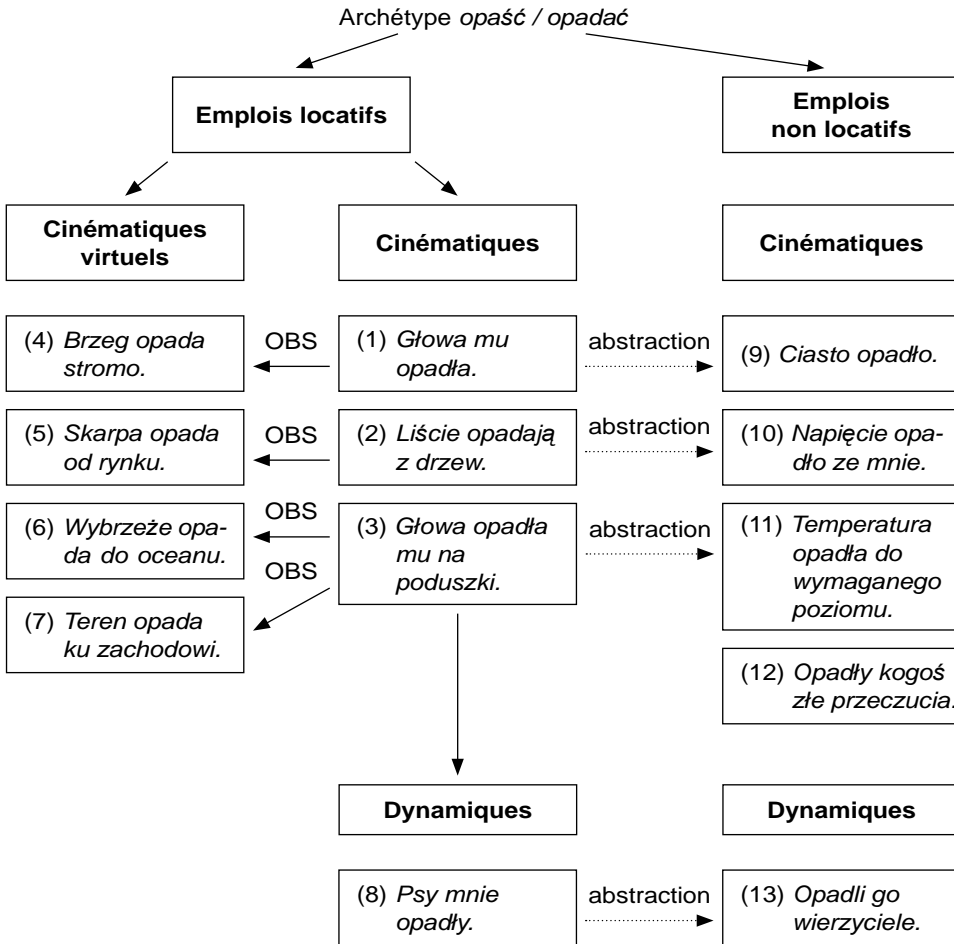 Archétype opaść / opadać
Emplois locatifs
Emplois
non locatifs
Cinématiques
virtuels
Cinématiques
Cinématiques
(4) Brzeg opada
stromo.
OBS
(1) Głowa mu
opadła.
abstraction
(9) Ciasto opadło.
(5) Skarpa opada
od rynku.
OBS
(2) Liście opadają
z drzew.
abstraction
(10) Napięcie opa-
dło ze mnie.
(6) Wybrzeże opa-
da do oceanu.
OBS
OBS
(3) Głowa opadła
mu na
poduszki.
abstraction
(11) Temperatura
opadła do
wymaganego
poziomu.
(7) Teren opada
ku zachodowi.
(12) Opadły kogoś
złe przeczucia.
Dynamiques
Dynamiques
(8) Psy mnie
opadły.
abstraction
(13) Opadli go
wierzyciele.